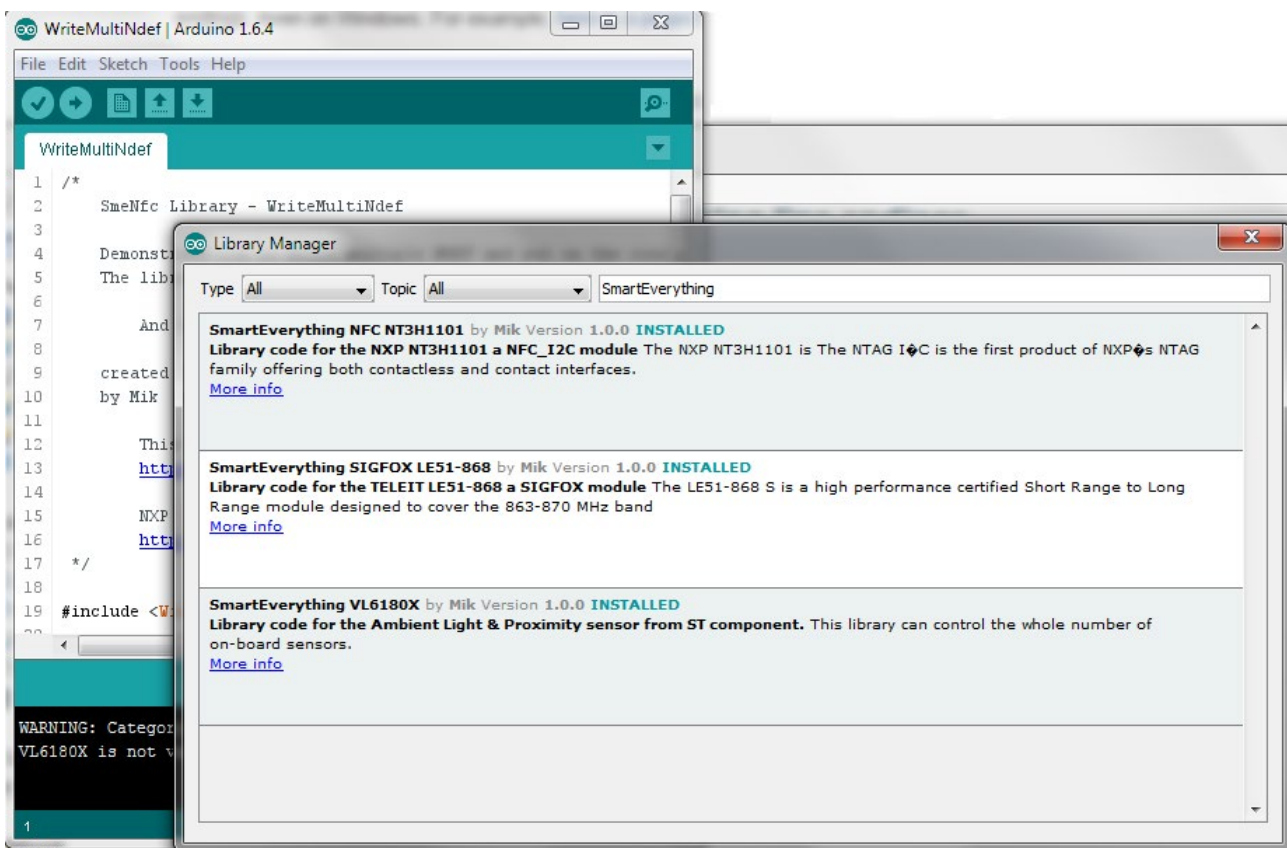 WriteMultiNdef | Arduino 1.6.4
File Edit Sketch Tools Help
WriteMultiNdef
1 /*
2 SmeNfc Library - WriteMultiNdef
3
4
5 The
6
7 And
8
9 created
10 by Mik
11
12
13
14
15 NXP
16
17 */
18
19 #include
Library Manager
Type All Topic All SmartEverything
SmartEverything NFC NT3H1101 by Mik Version 1.0.0 INSTALLED
Library code for the NXP NT3H1101 a NFC_I2C module The NXP NT3H1101 is The NTAG I�C is the first product of NXP�s NTAG
family offering both contactless and contact interfaces.
More info
SmartEverything SIGFOX LE51-868 by Mik Version 1.0.0 INSTALLED
Library code for the TELEIT LE51-868 a SIGFOX module The LE51-868 S is a high performance certified Short Range to Long
Range module designed to cover the 863-870 MHz band
More info
SmartEverything VL6180X by Mik Version 1.0.0 INSTALLED
Library code for the Ambient Light & Proximity sensor from ST component. This library can control the whole number of
on-board sensors.
More info
WARNING:
VL6180X is not
1